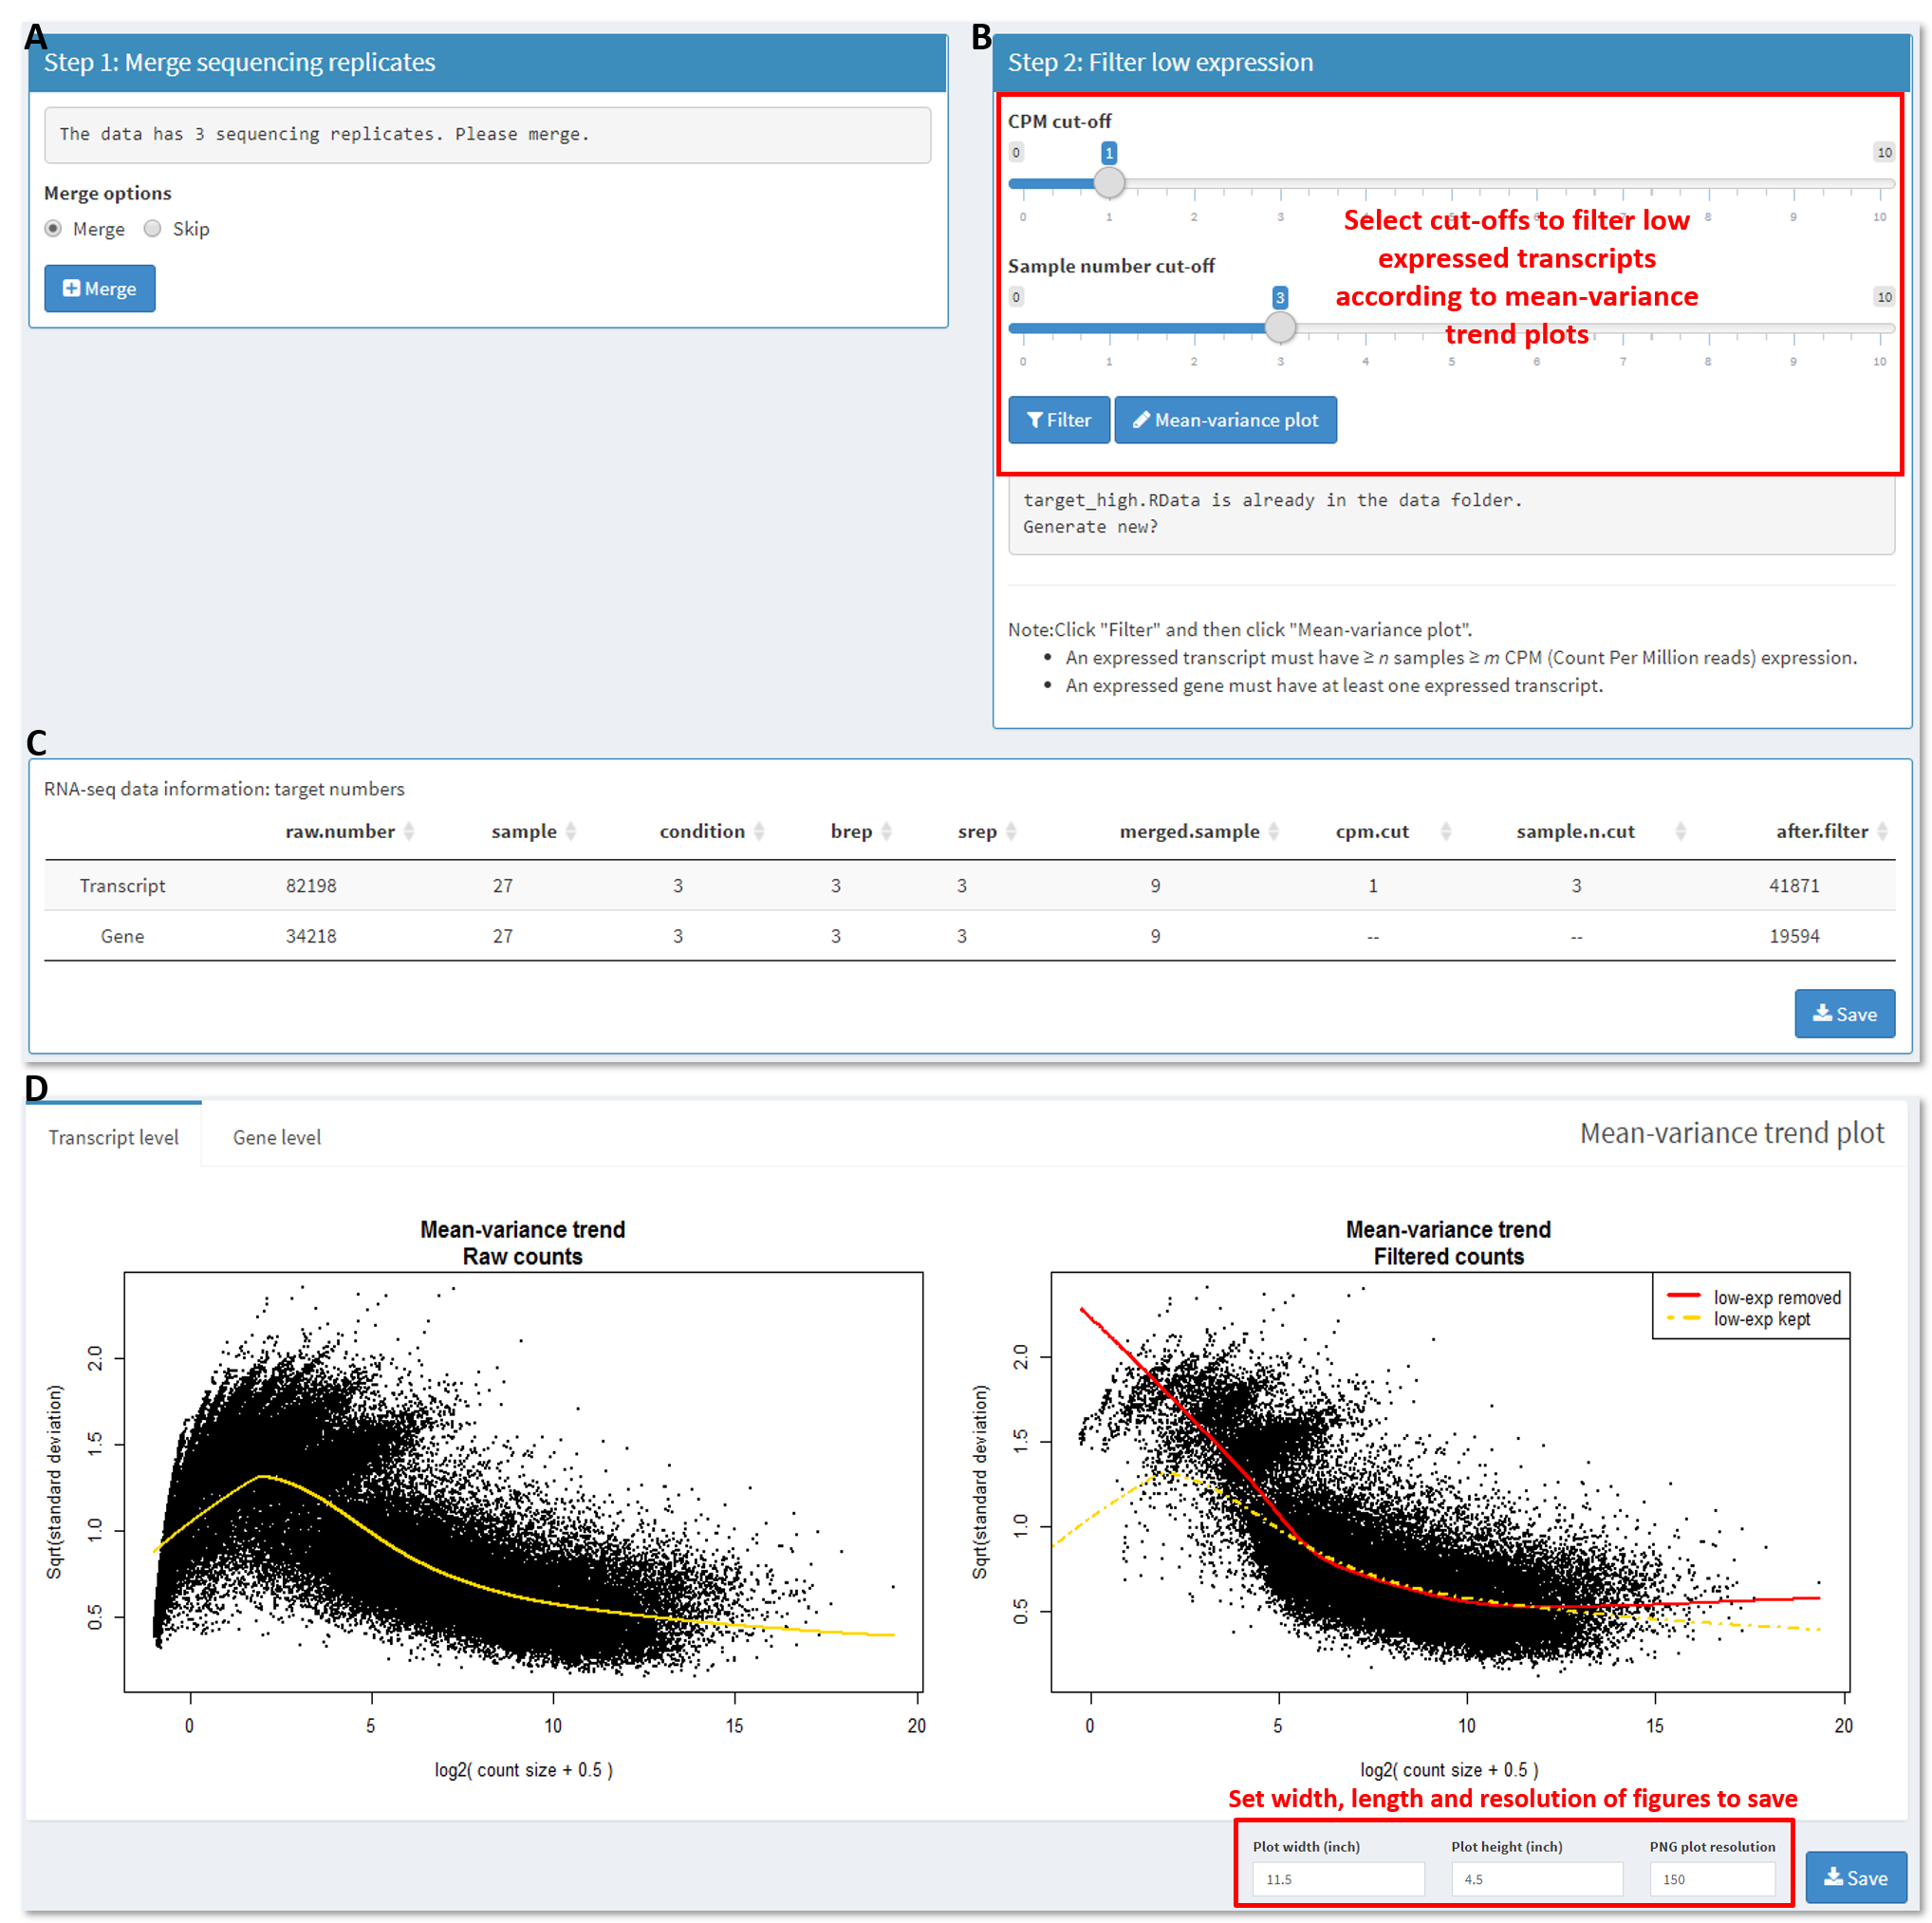 A
Step 1: Merge sequencing replicates
The data has 3 sequencing replicates. Please merge.
Merge options
Merge Skip
Merge
B
Step 2: Filter low expression
CPM cut-off
0 1 10
0 1 2 3 4 5 6 7 8 9 10
Select cut-offs to filter low
expressed transcripts
according to mean-variance
trend plots
Sample number cut-off
0 3 10
0 1 2 3 4 5 6 7 8 9 10
Filter Mean-variance plot
target_high.RData is already in the data folder.
Generate new?
Note:Click "Filter" and then click "Mean-variance plot".
• An expressed transcript must have ≥ n samples ≥ m CPM (Count Per Million reads) expression.
• An expressed gene must have at least one expressed transcript.
C
RNA-seq data information: target numbers
raw.number sample condition brep srep merged.sample cpm.cut sample.n.cut after.filter
Transcript 82198 27 3 3 3 9 1 3 41871
Gene 34218 27 3 3 3 9 -- -- 19594
Save
D
Transcript level Gene level Mean-variance trend plot
Mean-variance trend
Raw counts
Sqrt(standard deviation)
2.0
1.5
1.0
0.5
0 5 10 15 20
log2( count size + 0.5 )
Mean-variance trend
Filtered counts
low-exp removed
low-exp kept
Sqrt(standard deviation)
2.0
1.5
1.0
0.5
0 5 10 15 20
log2( count size + 0.5 )
Set width, length and resolution of figures to save
Plot width (inch) Plot height (inch) PNG plot resolution
11.5 4.5 150
Save